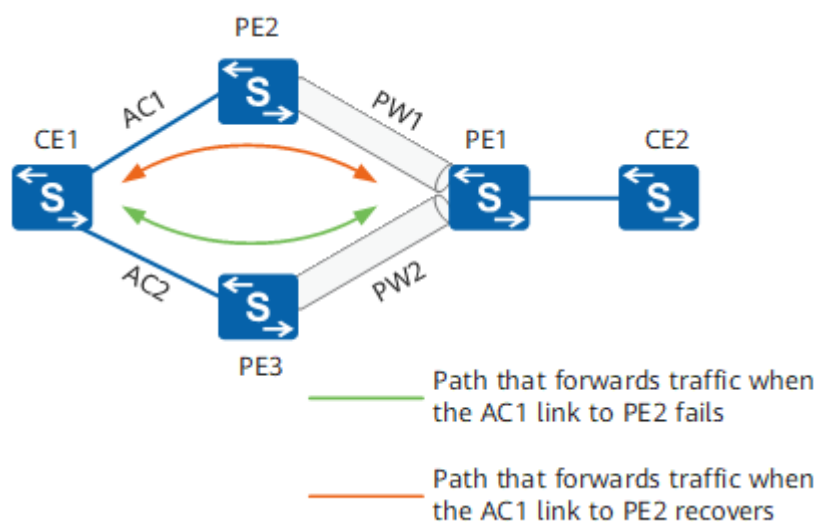 PE2
AC1
PW1
CE1
PE1
CE2
S
S
S
S
AC2
PW2
S
PE3
Path that forwards traffic when
the AC1 link to PE2 fails
Path that forwards traffic when
the AC1 link to PE2 recovers